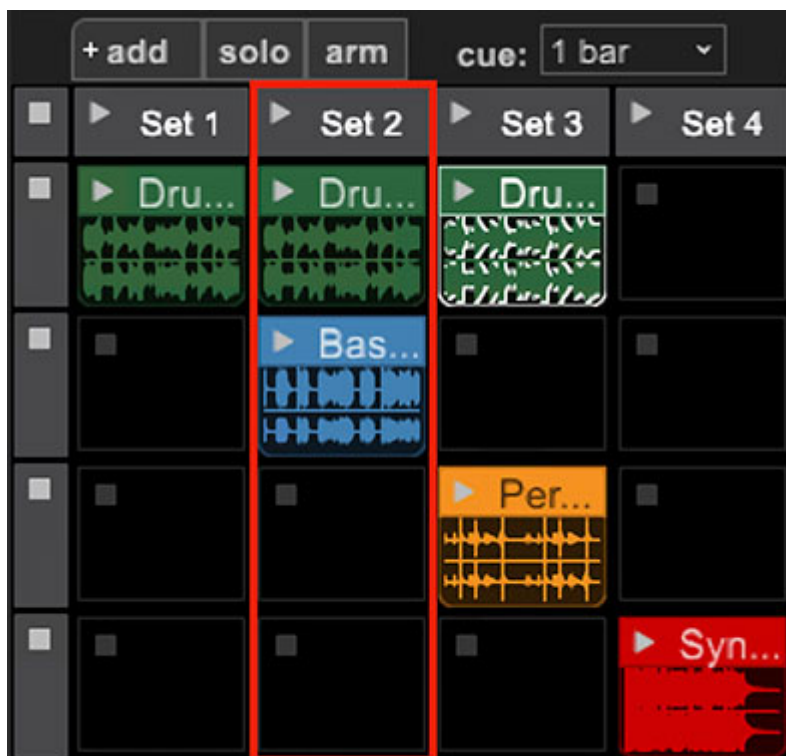 + add solo arm cue: 1 bar
Set 1 Set 2 Set 3 Set 4
Dru... Dru... Dru...
Bas...
Per...
Syn...